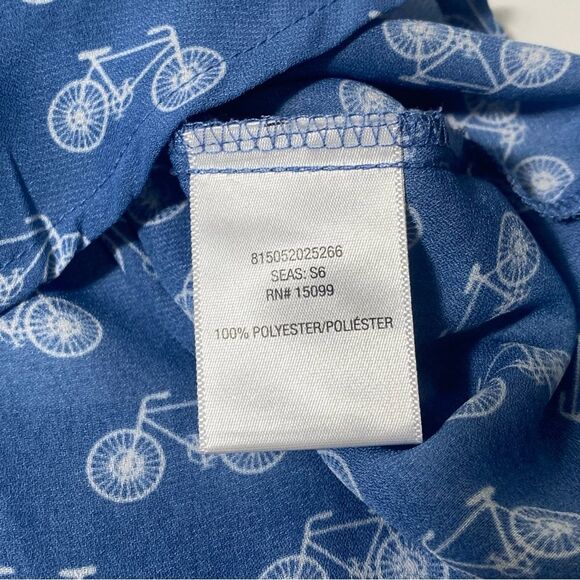 815052025266
SEAS: S6
RN# 15099
100% POLYESTER/POLIÉSTER